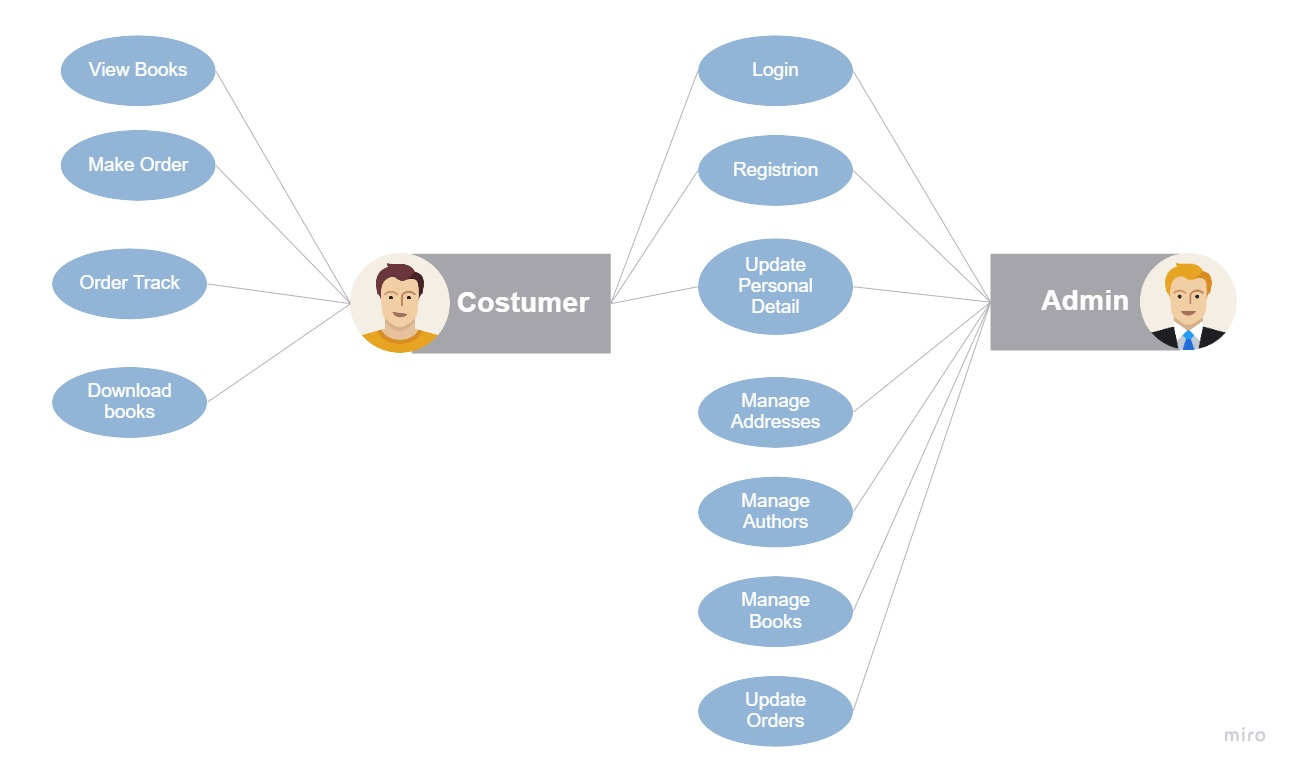 View Books
Make Order
Order Track
Download
books
Costumer
Login
Registrion
Update
Personal
Detail
Manage
Addresses
Manage
Authors
Manage
Books
Update
Orders
Admin
miro